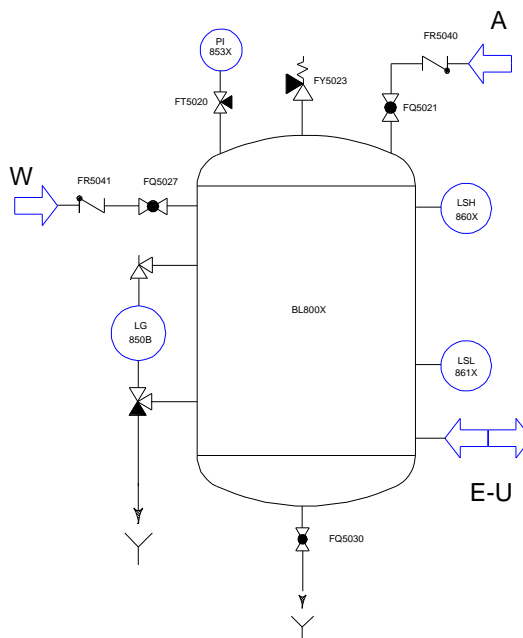 A
PI
853X
FR5040
FT5020
FY5023
FQ5021
W
FR5041
FQ5027
LSH
860X
LG
850B
BL800X
LSL
861X
E-U
FQ5030